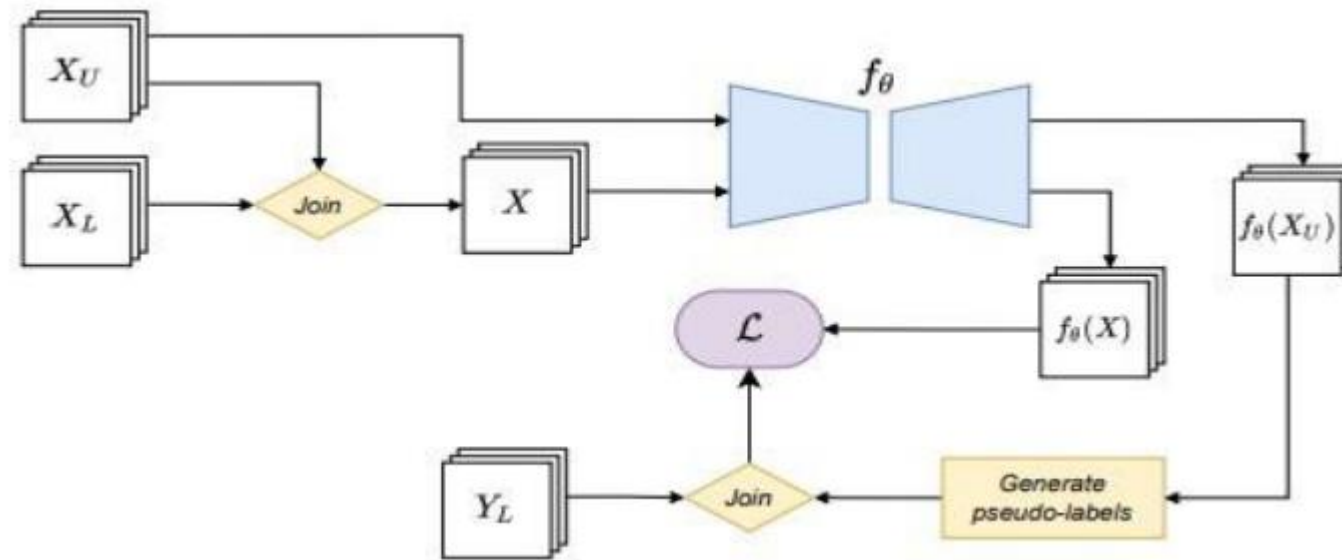 X_U
f_θ
X_L
Join
X
f_θ(X_U)
𝓛
f_θ(X)
Y_L
Join
Generate
pseudo-labels